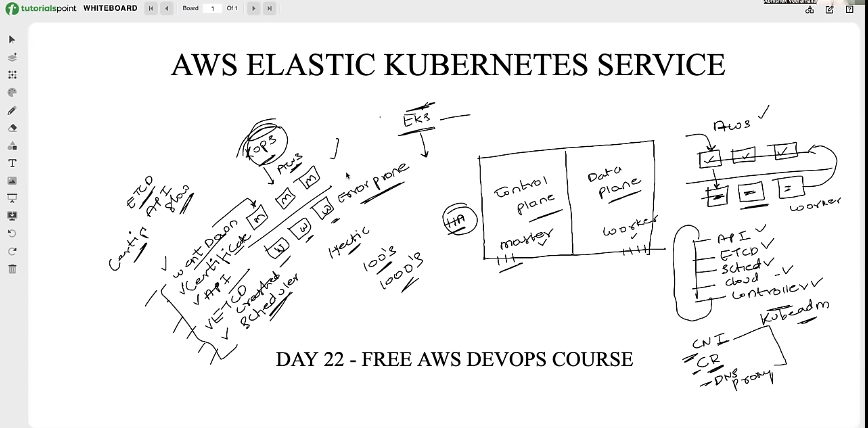 tutorialspoint WHITEBOARD Board 1 Of 1
AWS ELASTIC KUBERNETES SERVICE
Kops
AWS
M M M
W W W
Error prone
Hectic
100's
1000's
ETCD
API
slow
Certif
went Down
Certificate
API
ETCD
crashed
Scheduler
EKS
HA
Control
Plane
master
Data
Plane
worker
AWS
worker
API
ETCD
Sched
cloud
controller
Kubeadm
CNI
CR
DNS
Proxy
DAY 22 - FREE AWS DEVOPS COURSE